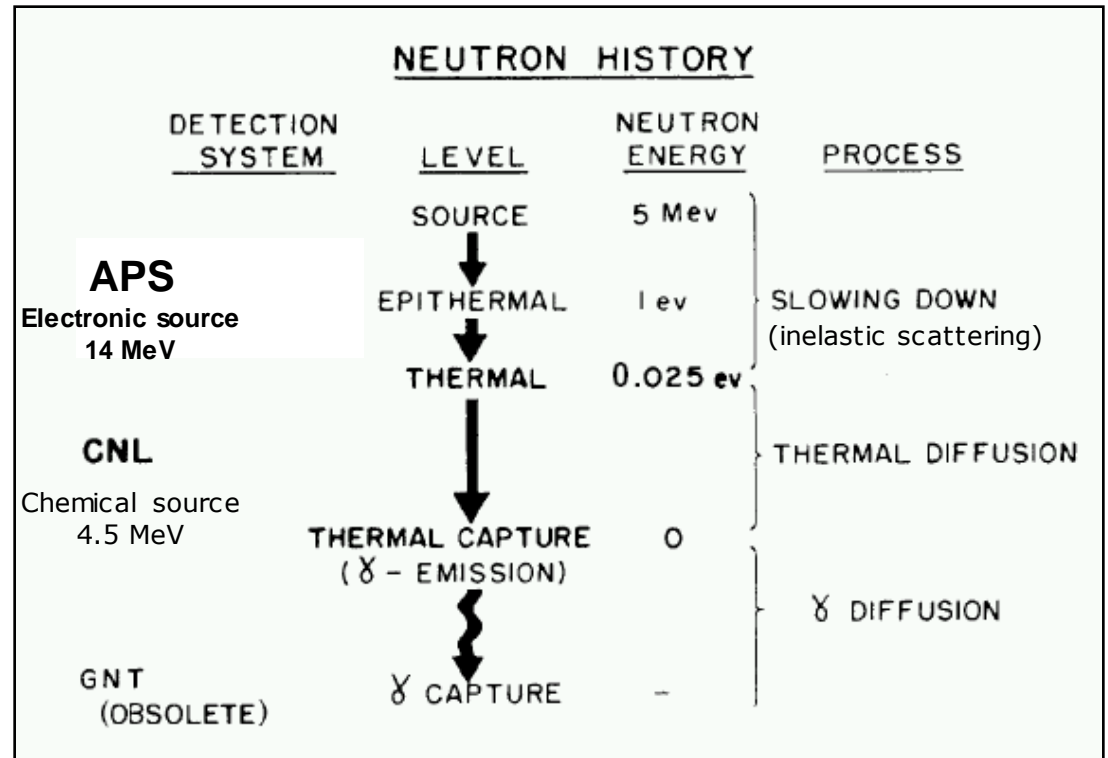 NEUTRON HISTORY
DETECTION SYSTEM
LEVEL
NEUTRON ENERGY
PROCESS
SOURCE
5 Mev
APS
Electronic source
14 MeV
EPITHERMAL
1 ev
SLOWING DOWN
(inelastic scattering)
THERMAL
0.025 ev
CNL
Chemical source
4.5 MeV
THERMAL DIFFUSION
THERMAL CAPTURE
(γ - EMISSION)
0
γ DIFFUSION
GNT
(OBSOLETE)
γ CAPTURE
-